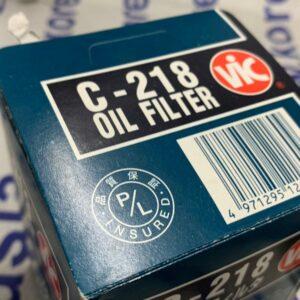 C-218
OIL FILTER
VIC
®
品質保証
P/L
INSURED
4 971295 12
C-218